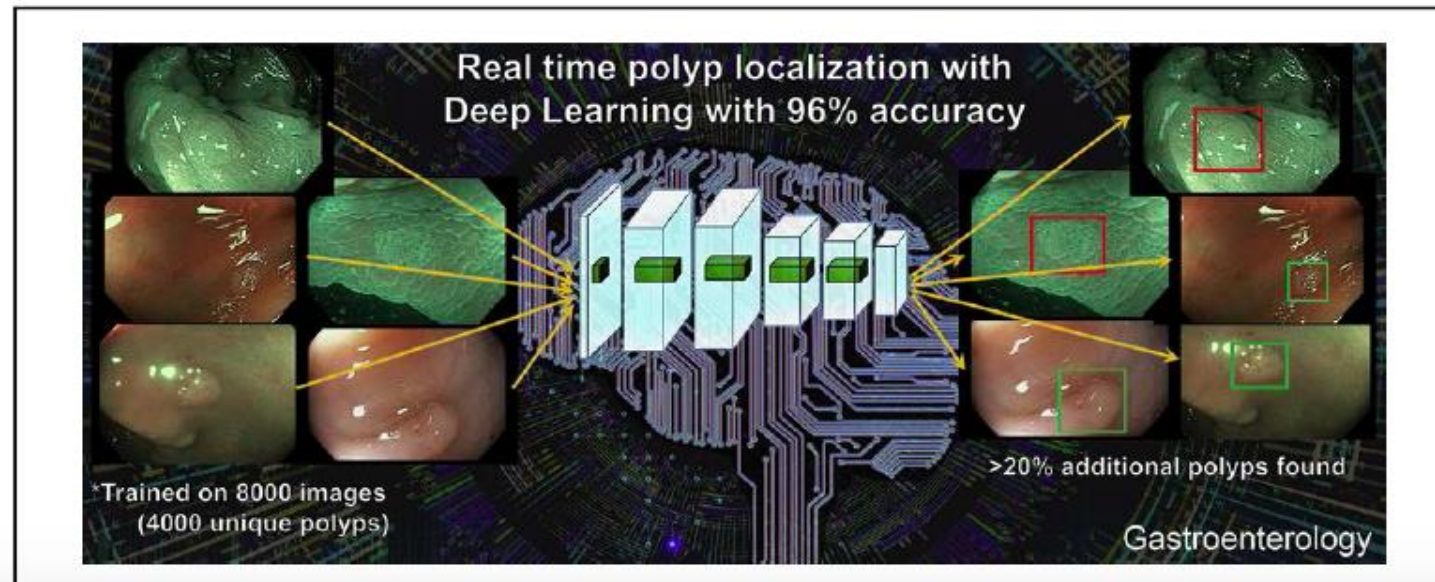 Real time polyp localization with
Deep Learning with 96% accuracy
*Trained on 8000 images
(4000 unique polyps)
>20% additional polyps found
Gastroenterology